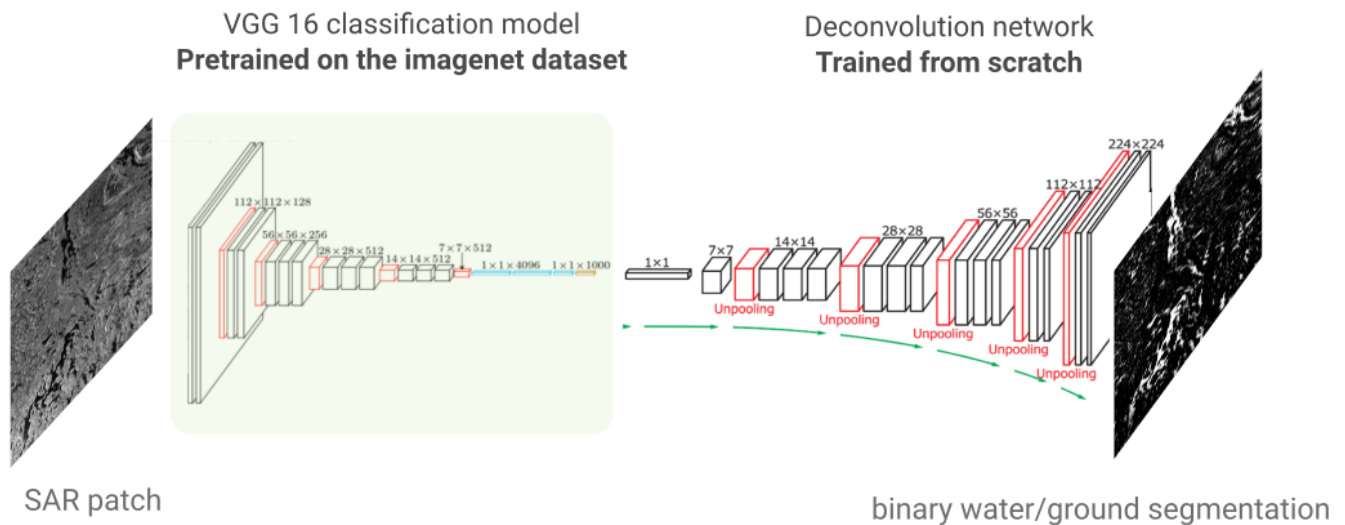 VGG 16 classification model
Pretrained on the imagenet dataset
Deconvolution network
Trained from scratch
112×112×128
56×56×256
28×28×512
14×14×512
7×7×512
1×1×4096
1×1×1000
1×1
7×7
14×14
28×28
56×56
112×112
224×224
Unpooling
Unpooling
Unpooling
Unpooling
Unpooling
SAR patch
binary water/ground segmentation